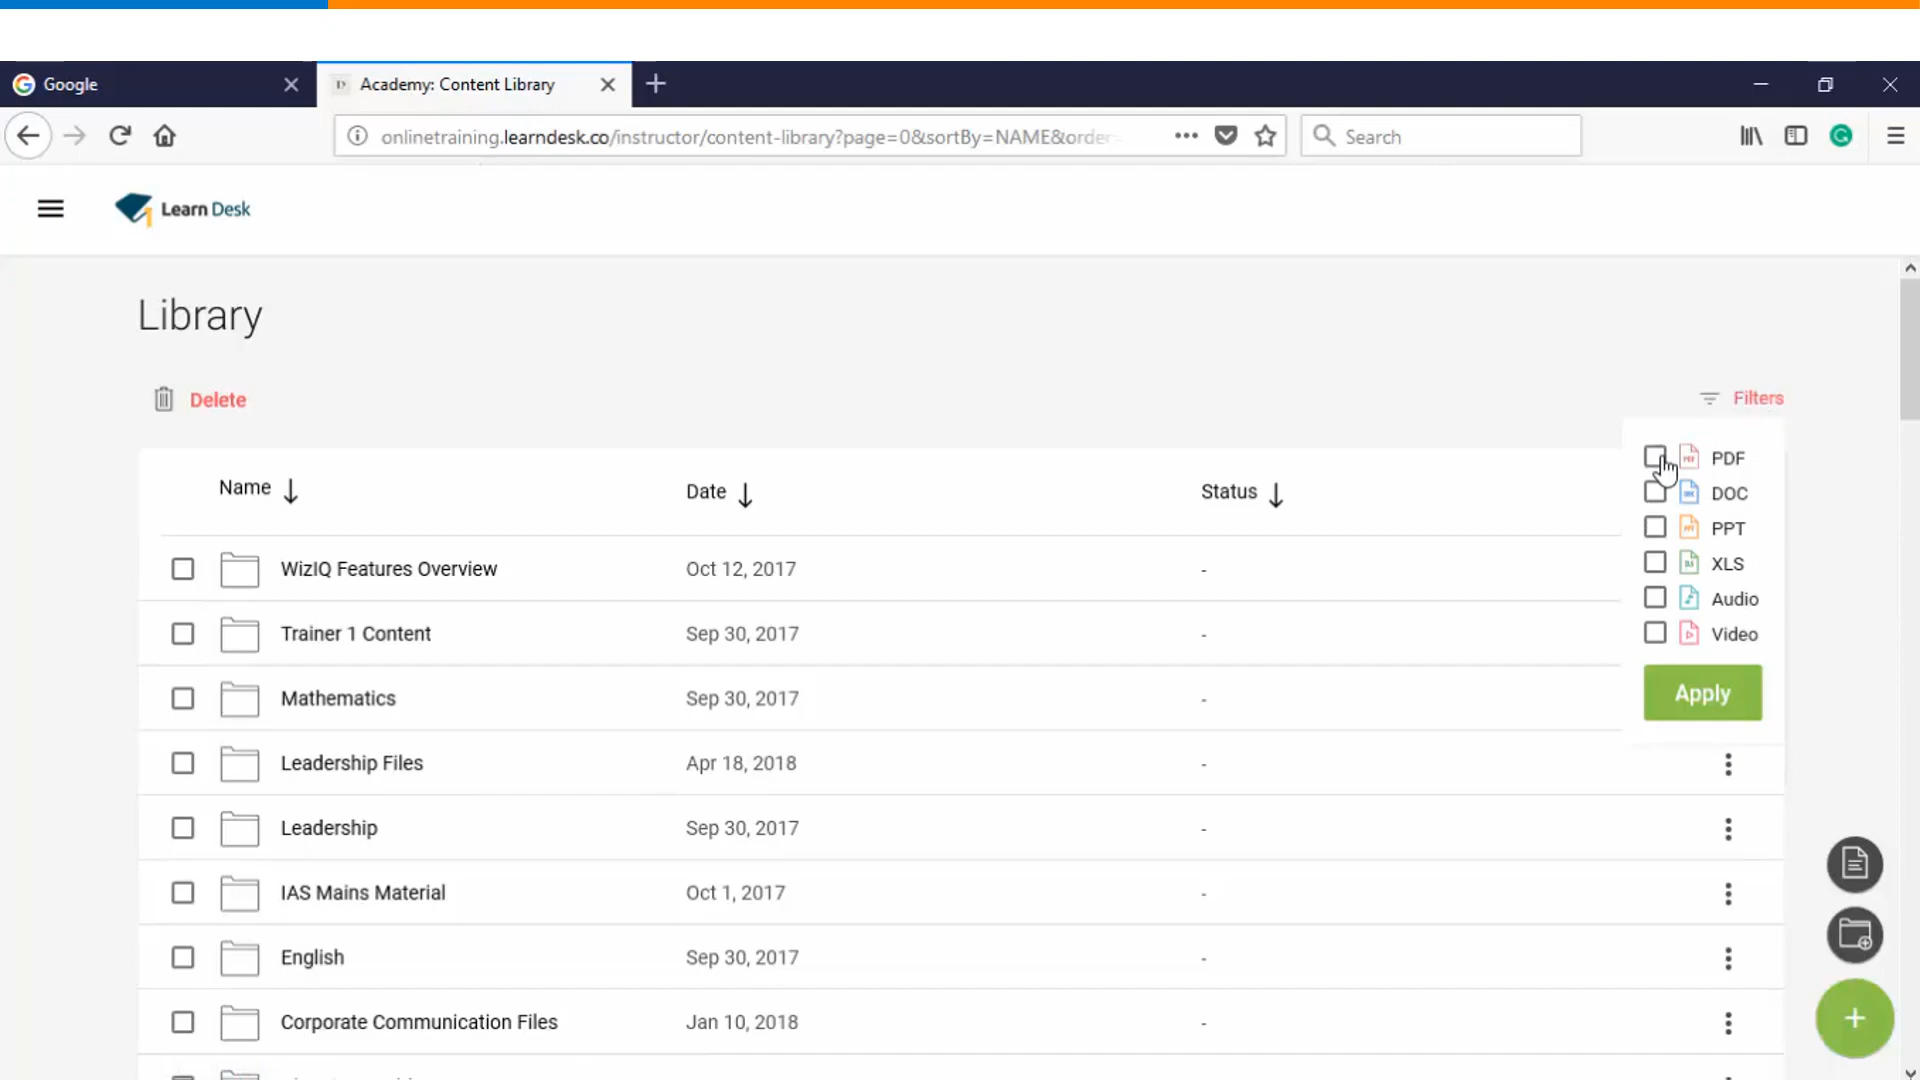 Google
Academy: Content Library
onlinetraining.learndesk.co/instructor/content-library?page=0&sortBy=NAME&order
Search
Learn Desk
Library
Delete
Filters
Name
Date
Status
PDF
DOC
PPT
XLS
Audio
Video
Apply
WizIQ Features Overview
Oct 12, 2017
-
Trainer 1 Content
Sep 30, 2017
-
Mathematics
Sep 30, 2017
-
Leadership Files
Apr 18, 2018
-
Leadership
Sep 30, 2017
-
IAS Mains Material
Oct 1, 2017
-
English
Sep 30, 2017
-
Corporate Communication Files
Jan 10, 2018
-